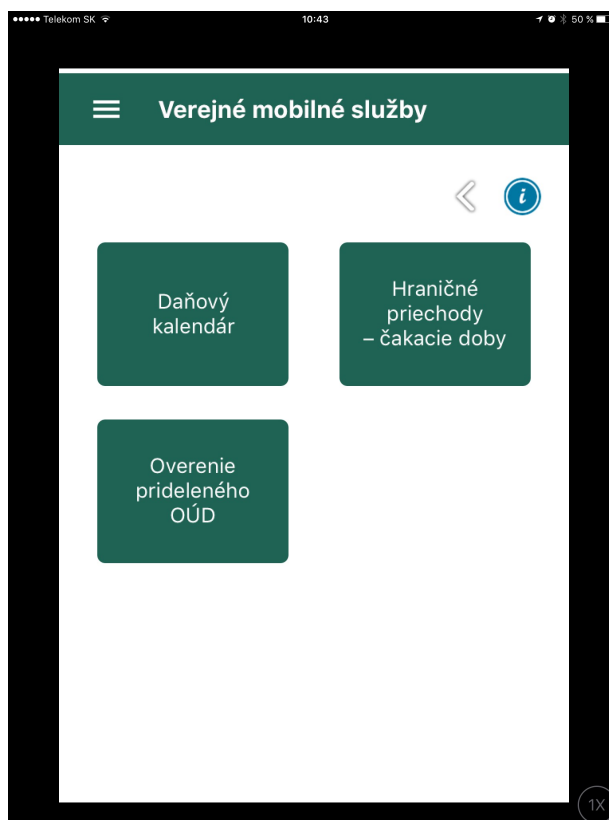 Telekom SK 10:43 50 %
Verejné mobilné služby
i
Daňový
kalendár
Hraničné
priechody
– čakacie doby
Overenie
prideleného
OÚD
1X